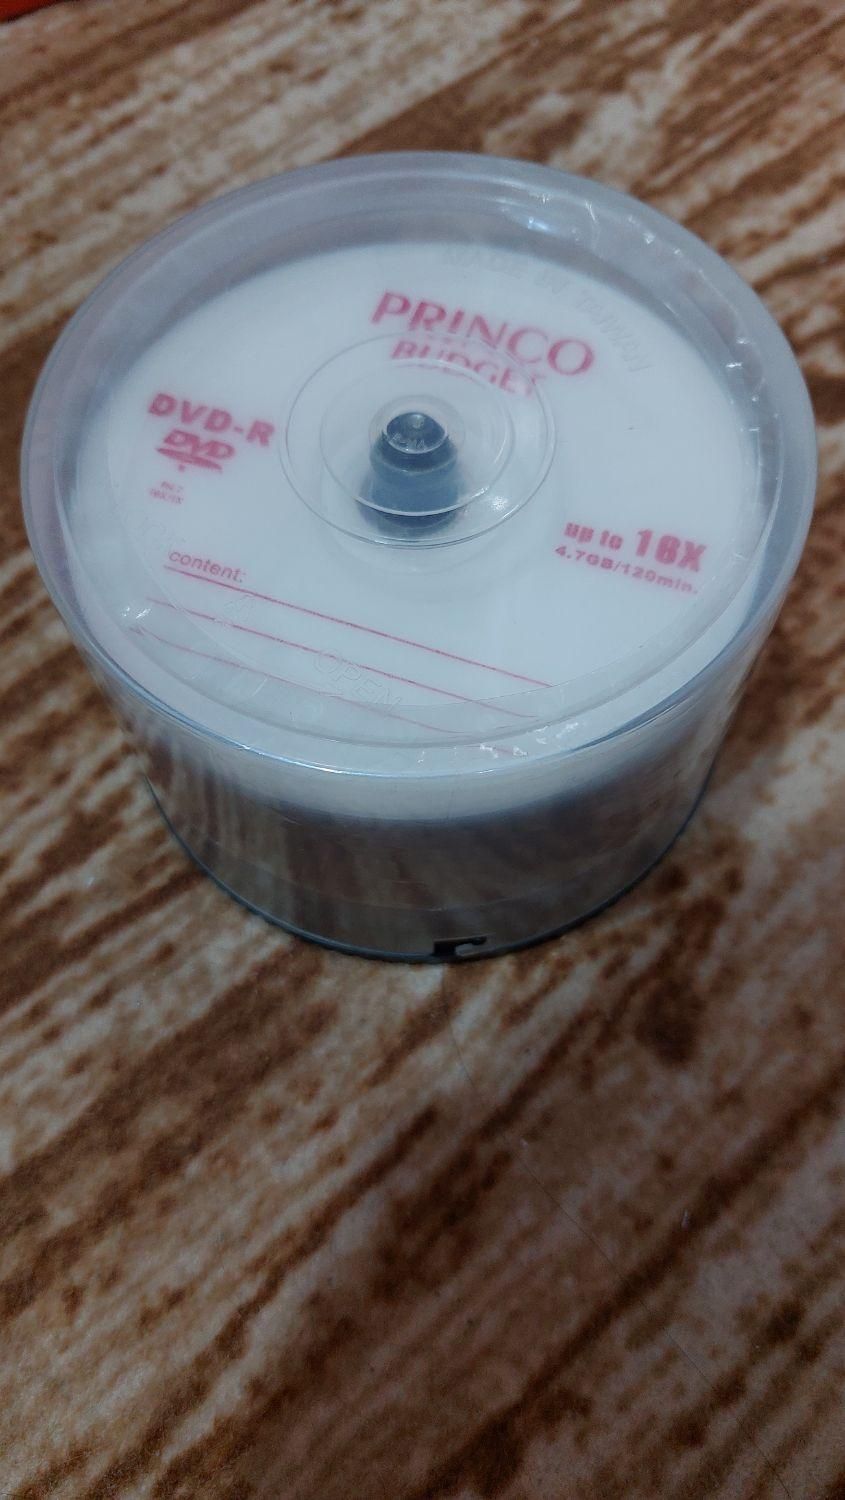 MADE IN TAIWAN
PRINCO
BUDGET
DVD-R
DVD
R
up to 16X
4.7GB/120min.
content:
OPEN